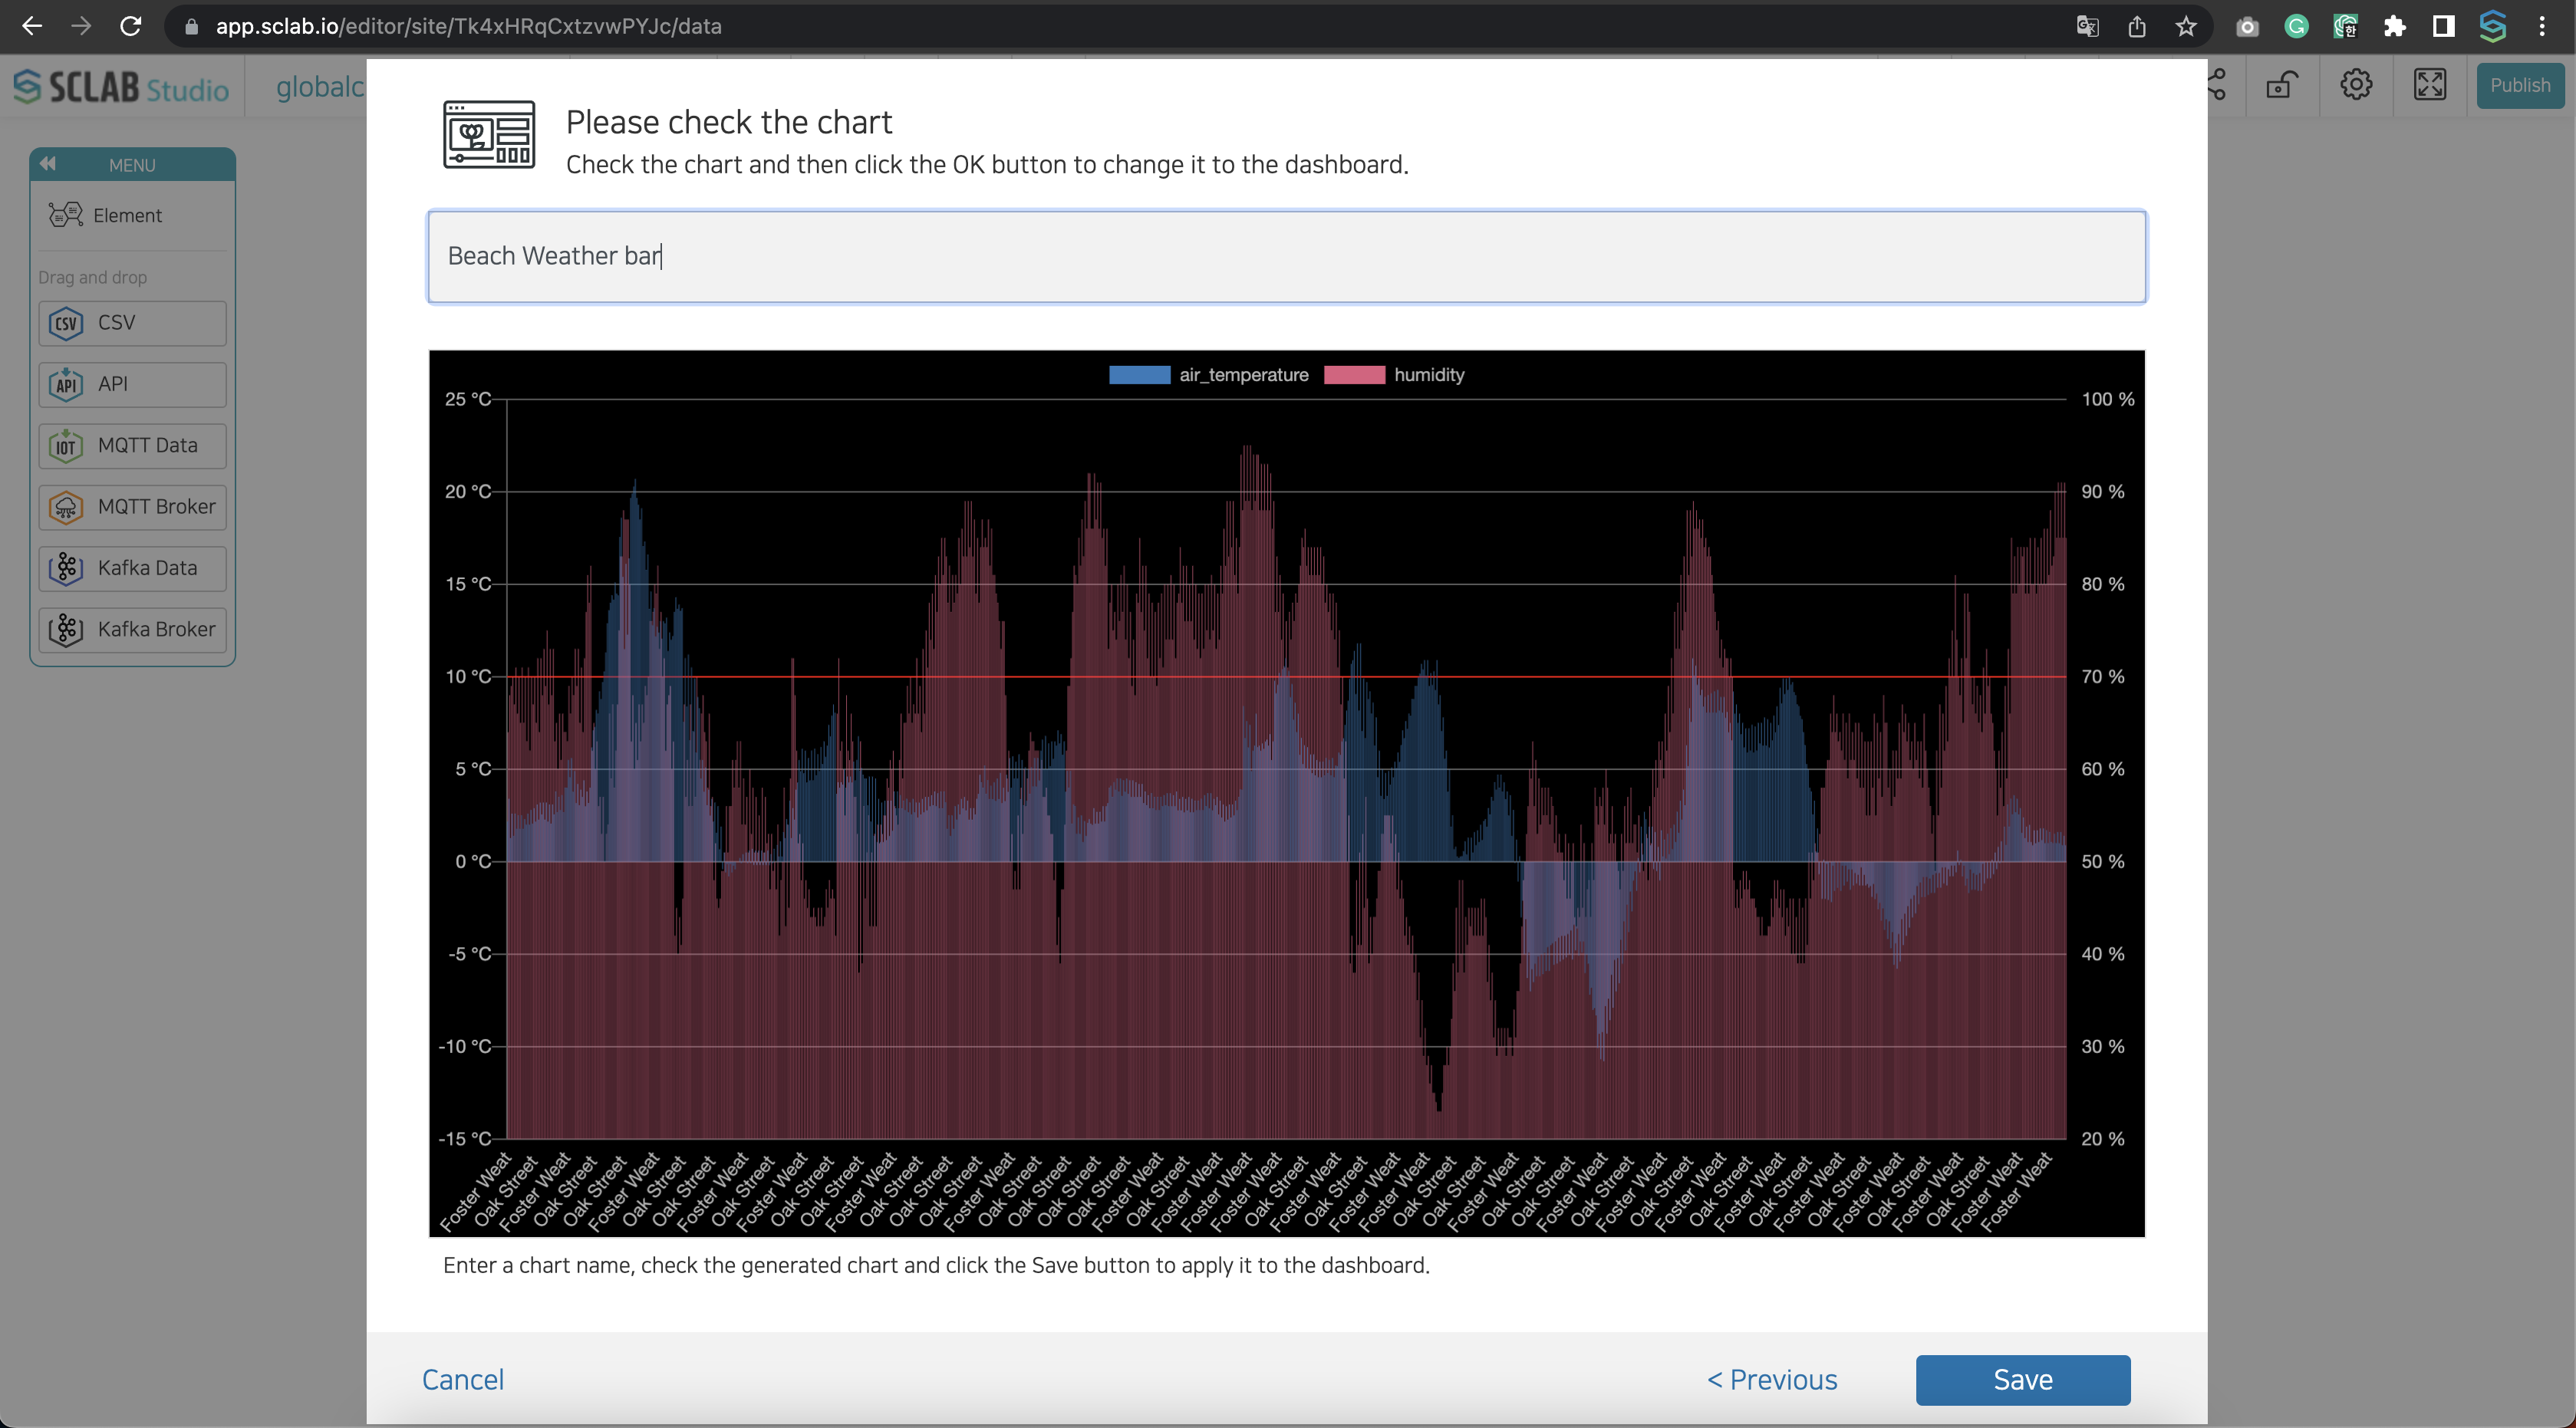 app.sclab.io/editor/site/Tk4xHRqCxtzvwPYJc/data
SCLAB Studio
globalc
Publish
MENU
Element
Drag and drop
CSV CSV
API API
IOT MQTT Data
MQTT Broker
Kafka Data
Kafka Broker
Please check the chart
Check the chart and then click the OK button to change it to the dashboard.
Beach Weather bar
air_temperature humidity
25 °C 100 %
20 °C 90 %
15 °C 80 %
10 °C 70 %
5 °C 60 %
0 °C 50 %
-5 °C 40 %
-10 °C 30 %
-15 °C 20 %
Foster Weat
Oak Street
Foster Weat
Oak Street
Oak Street
Foster Weat
Oak Street
Oak Street
Foster Weat
Oak Street
Foster Weat
Oak Street
Oak Street
Foster Weat
Oak Street
Oak Street
Oak Street
Foster Weat
Oak Street
Oak Street
Oak Street
Oak Street
Foster Weat
Oak Street
Foster Weat
Foster Weat
Foster Weat
Oak Street
Foster Weat
Oak Street
Foster Weat
Foster Weat
Oak Street
Oak Street
Foster Weat
Oak Street
Oak Street
Foster Weat
Oak Street
Foster Weat
Oak Street
Foster Weat
Oak Street
Foster Weat
Oak Street
Foster Weat
Oak Street
Foster Weat
Oak Street
Foster Weat
Oak Street
Foster Weat
Foster Weat
Enter a chart name, check the generated chart and click the Save button to apply it to the dashboard.
Cancel
< Previous
Save